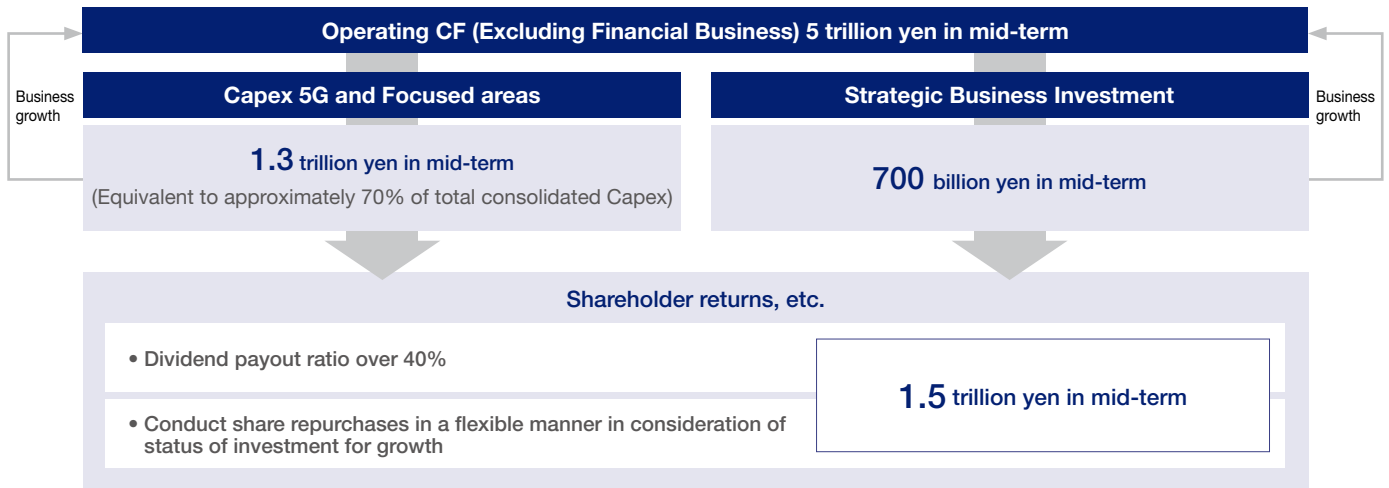 Operating CF (Excluding Financial Business) 5 trillion yen in mid-term
Business
growth
Capex 5G and Focused areas
Strategic Business Investment
Business
growth
1.3 trillion yen in mid-term
(Equivalent to approximately 70% of total consolidated Capex)
700 billion yen in mid-term
Shareholder returns, etc.
• Dividend payout ratio over 40%
• Conduct share repurchases in a flexible manner in consideration of
status of investment for growth
1.5 trillion yen in mid-term